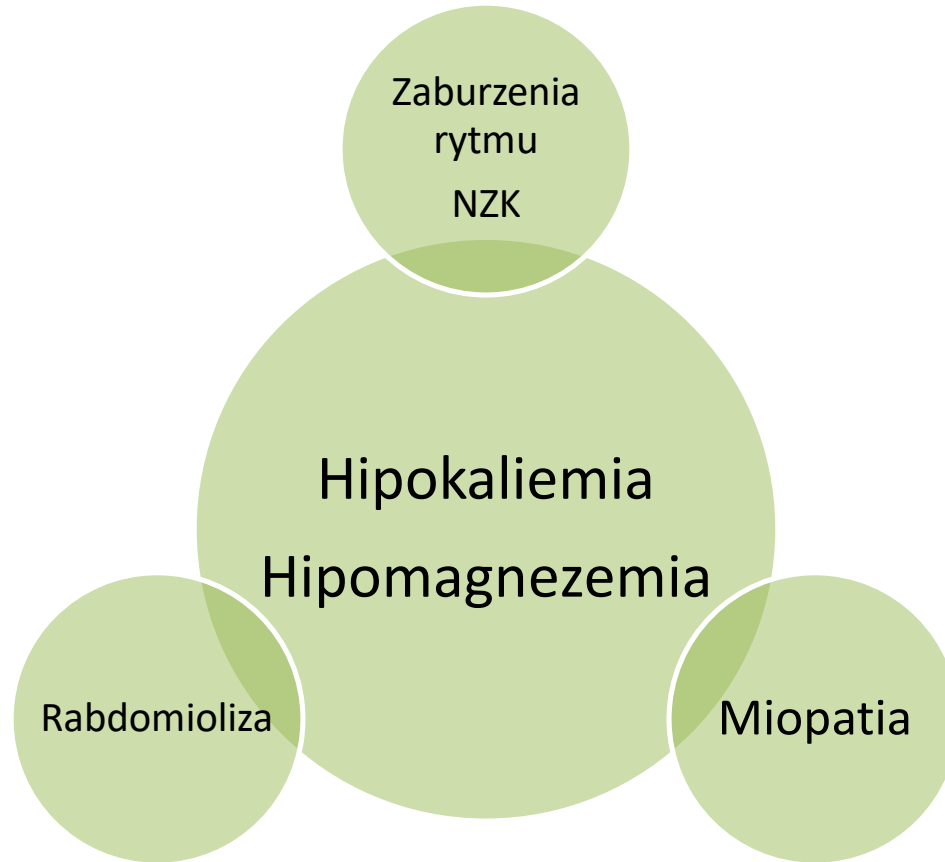 Zaburzenia
rytmu
NZK
Hipokaliemia
Hipomagnezemia
Rabdomioliza
Miopatia